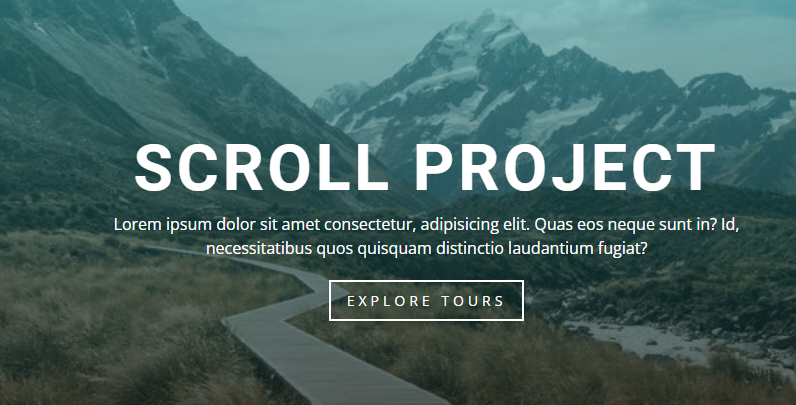 SCROLL PROJECT
Lorem ipsum dolor sit amet consectetur, adipisicing elit. Quas eos neque sunt in? Id,
necessitatibus quos quisquam distinctio laudantium fugiat?
EXPLORE TOURS